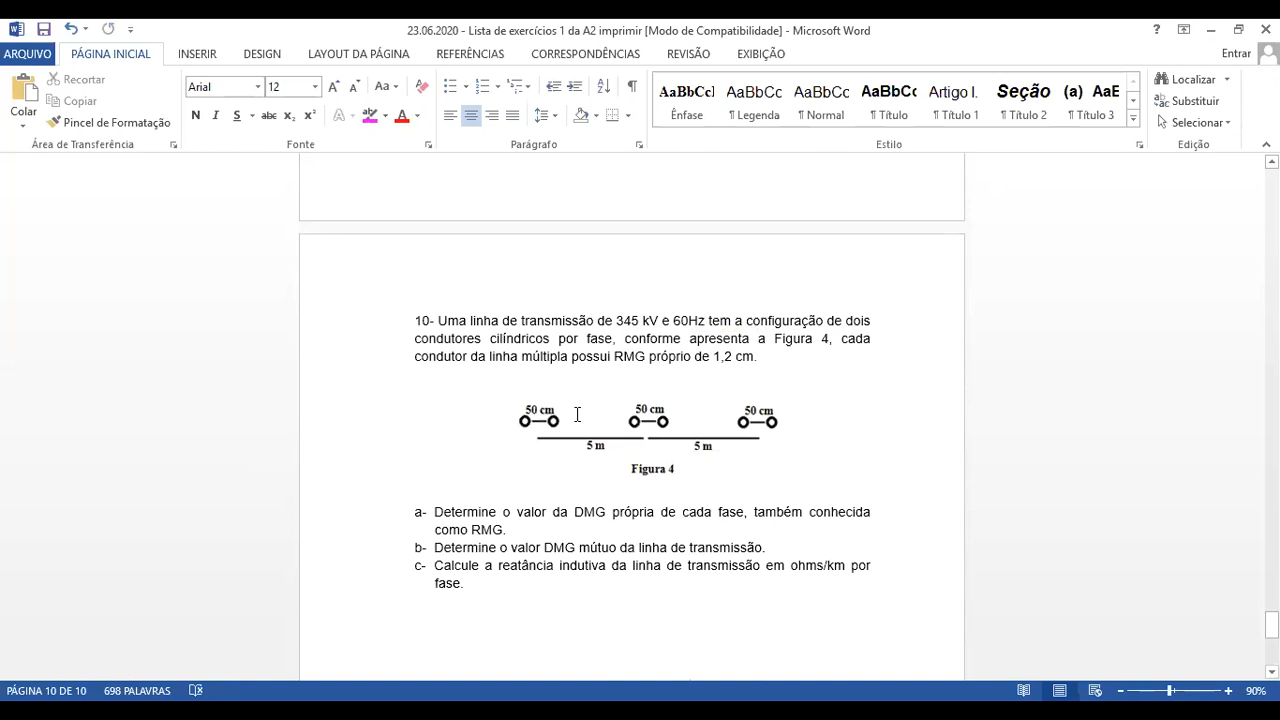 23.06.2020 - Lista de exercícios 1 da A2 imprimir [Modo de Compatibilidade] - Microsoft Word
ARQUIVO PÁGINA INICIAL INSERIR DESIGN LAYOUT DA PÁGINA REFERÊNCIAS CORRESPONDÊNCIAS REVISÃO EXIBIÇÃO Entrar
Colar
Recortar
Copiar
Pincel de Formatação
Área de Transferência
Arial 12
N I S abc x₂ x²
Fonte
Parágrafo
AaBbCcI AaBbCc AaBbCc AaBbCc Artigo I. Seção (a) AaE
Ênfase ¶ Legenda ¶ Normal ¶ Título ¶ Título 1 ¶ Título 2 ¶ Título 3
Estilo
Localizar
Substituir
Selecionar
Edição
10- Uma linha de transmissão de 345 kV e 60Hz tem a configuração de dois
condutores cilíndricos por fase, conforme apresenta a Figura 4, cada
condutor da linha múltipla possui RMG próprio de 1,2 cm.
50 cm 50 cm 50 cm
5 m 5 m
Figura 4
a- Determine o valor da DMG própria de cada fase, também conhecida
como RMG.
b- Determine o valor DMG mútuo da linha de transmissão.
c- Calcule a reatância indutiva da linha de transmissão em ohms/km por
fase.
PÁGINA 10 DE 10 698 PALAVRAS 90%